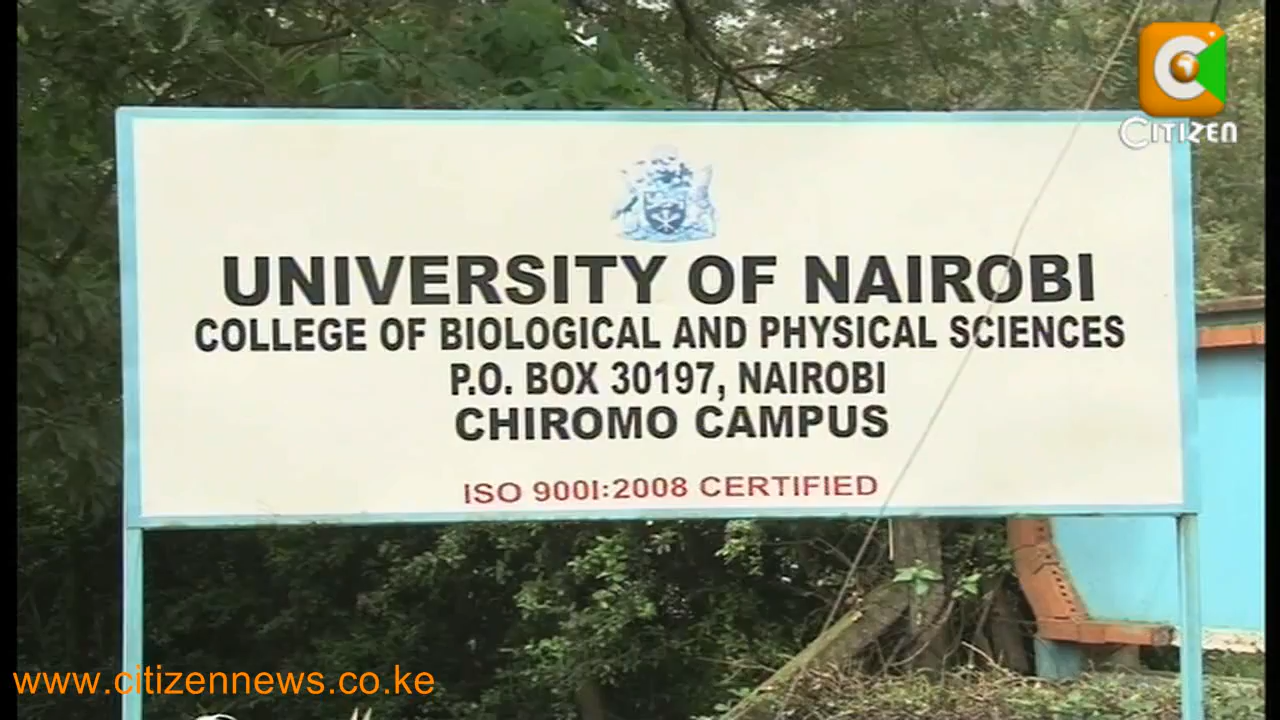 CITIZEN
UNIVERSITY OF NAIROBI
COLLEGE OF BIOLOGICAL AND PHYSICAL SCIENCES
P.O. BOX 30197, NAIROBI
CHIROMO CAMPUS
ISO 9001:2008 CERTIFIED
www.citizennews.co.ke